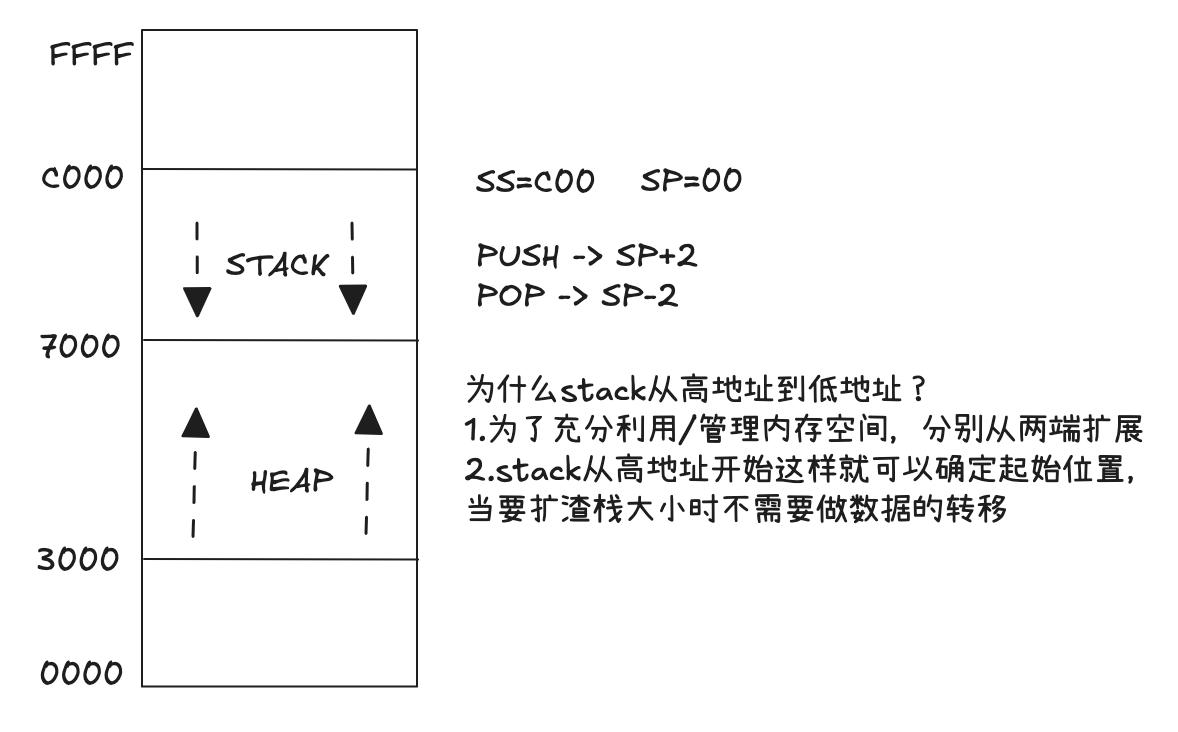 FFFF
C000
SS=C00 SP=00
PUSH -> SP+2
STACK
POP -> SP-2
7000
为什么stack从高地址到低地址？
1.为了充分利用/管理内存空间，分别从两端扩展
2.stack从高地址开始这样就可以确定起始位置，
HEAP
当要扩渣栈大小时不需要做数据的转移
3000
0000